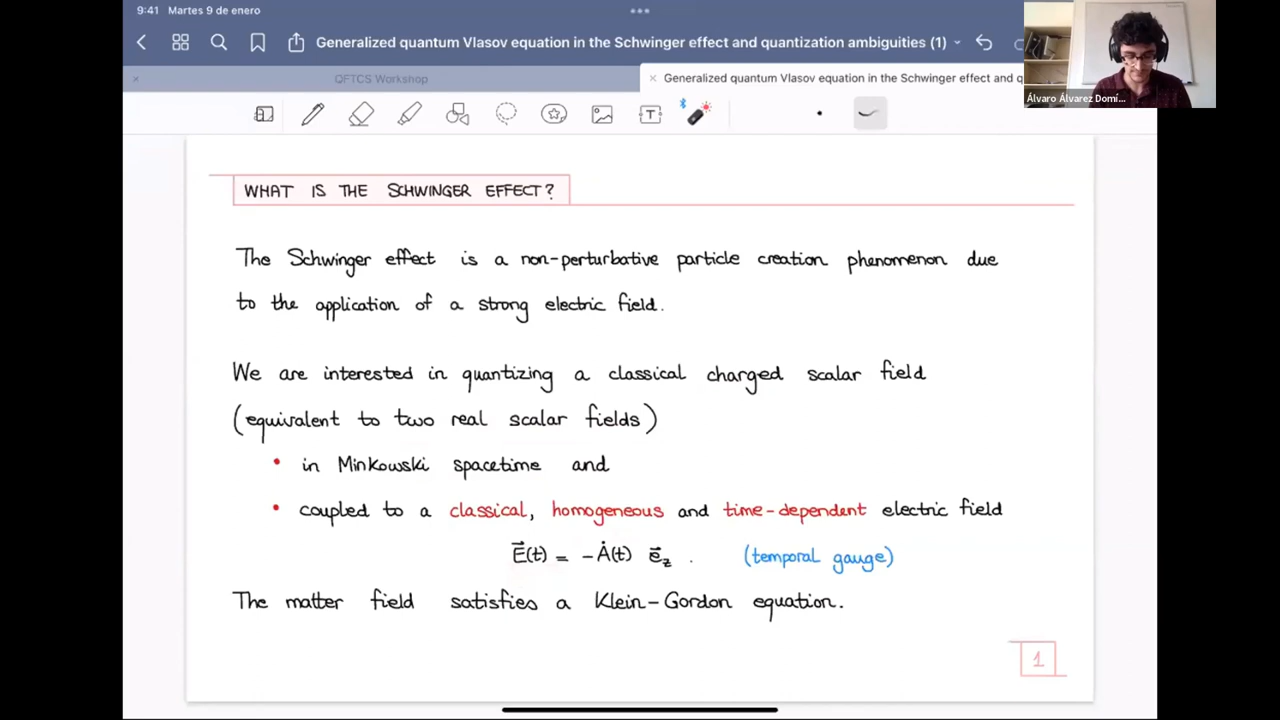 9:41 Martes 9 de enero
Generalized quantum Vlasov equation in the Schwinger effect and quantization ambiguities (1)
QFTCS Workshop
Generalized quantum Vlasov equation in the Schwinger effect and q
Álvaro Álvarez Domí...
WHAT IS THE SCHWINGER EFFECT?
The Schwinger effect is a non-perturbative particle creation phenomenon due
to the application of a strong electric field.
We are interested in quantizing a classical charged scalar field
(equivalent to two real scalar fields)
• in Minkowski spacetime and
• coupled to a classical, homogeneous and time-dependent electric field
E⃗(t) = -Ȧ(t) e⃗_z . (temporal gauge)
The matter field satisfies a Klein-Gordon equation.
1